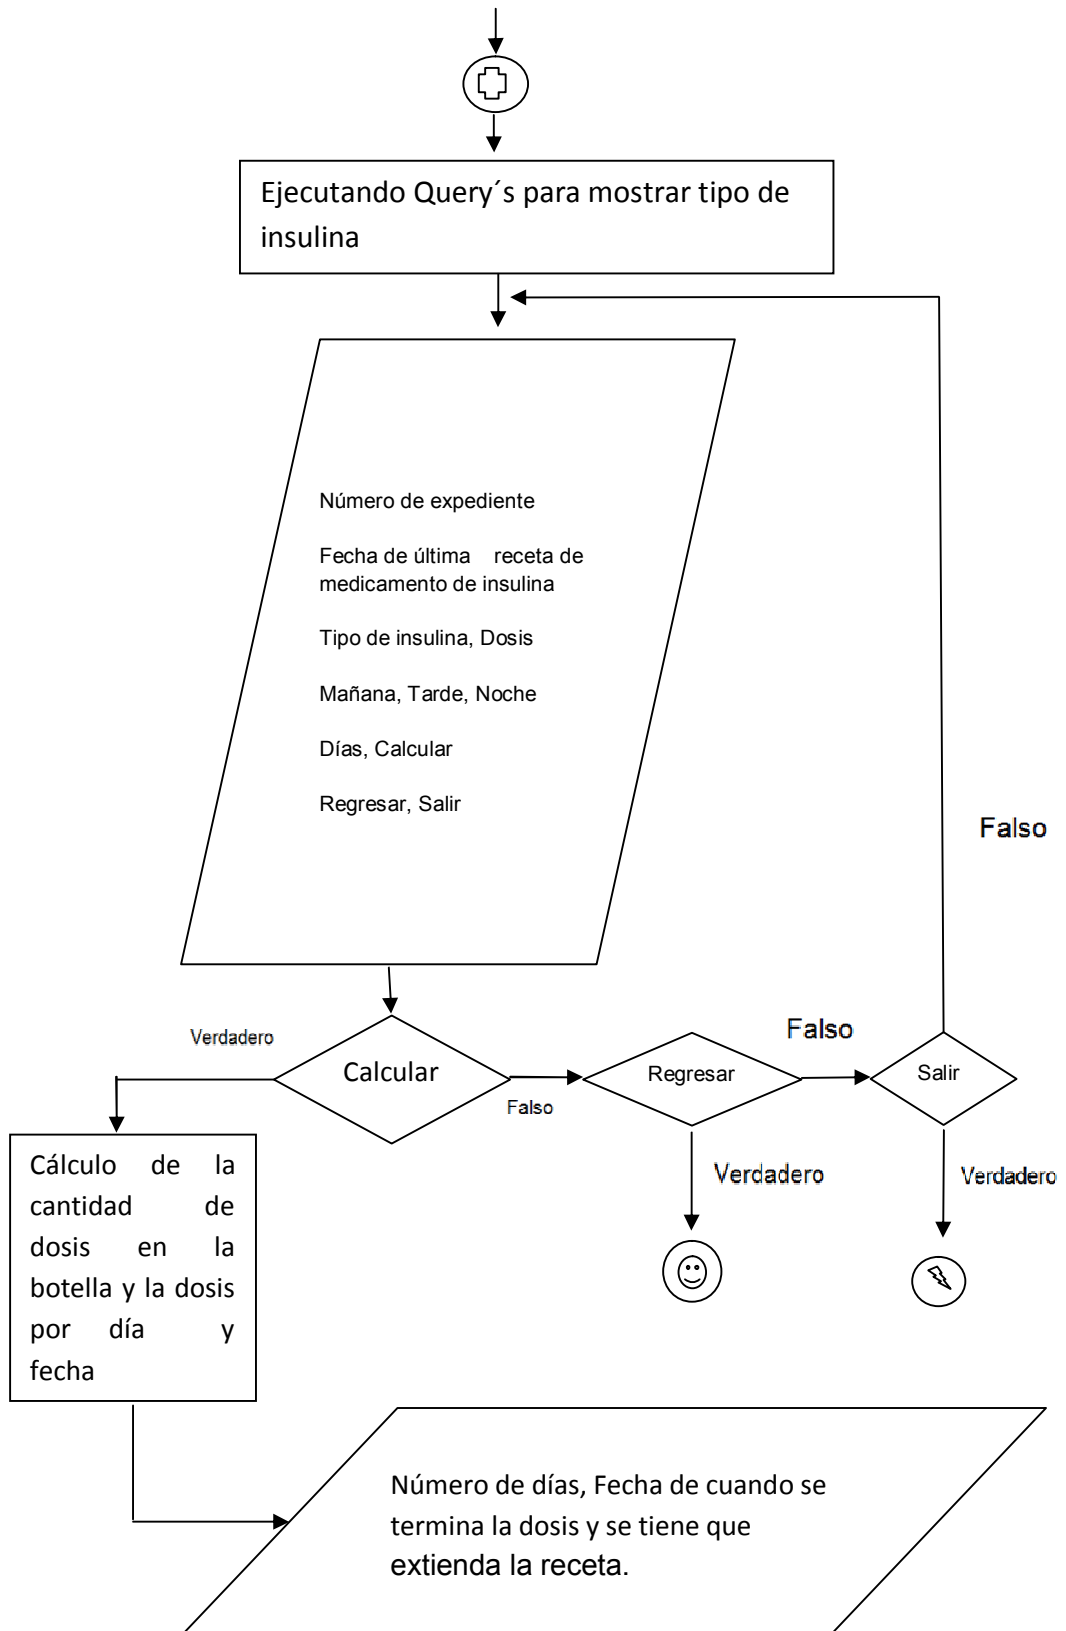 Ejecutando Query´s para mostrar tipo de
insulina
Número de expediente
Fecha de última receta de
medicamento de insulina
Tipo de insulina, Dosis
Mañana, Tarde, Noche
Días, Calcular
Regresar, Salir
Falso
Verdadero
Calcular
Falso
Regresar
Falso
Salir
Verdadero
Verdadero
Cálculo de la
cantidad de
dosis en la
botella y la dosis
por día y
fecha
Número de días, Fecha de cuando se
termina la dosis y se tiene que
extienda la receta.